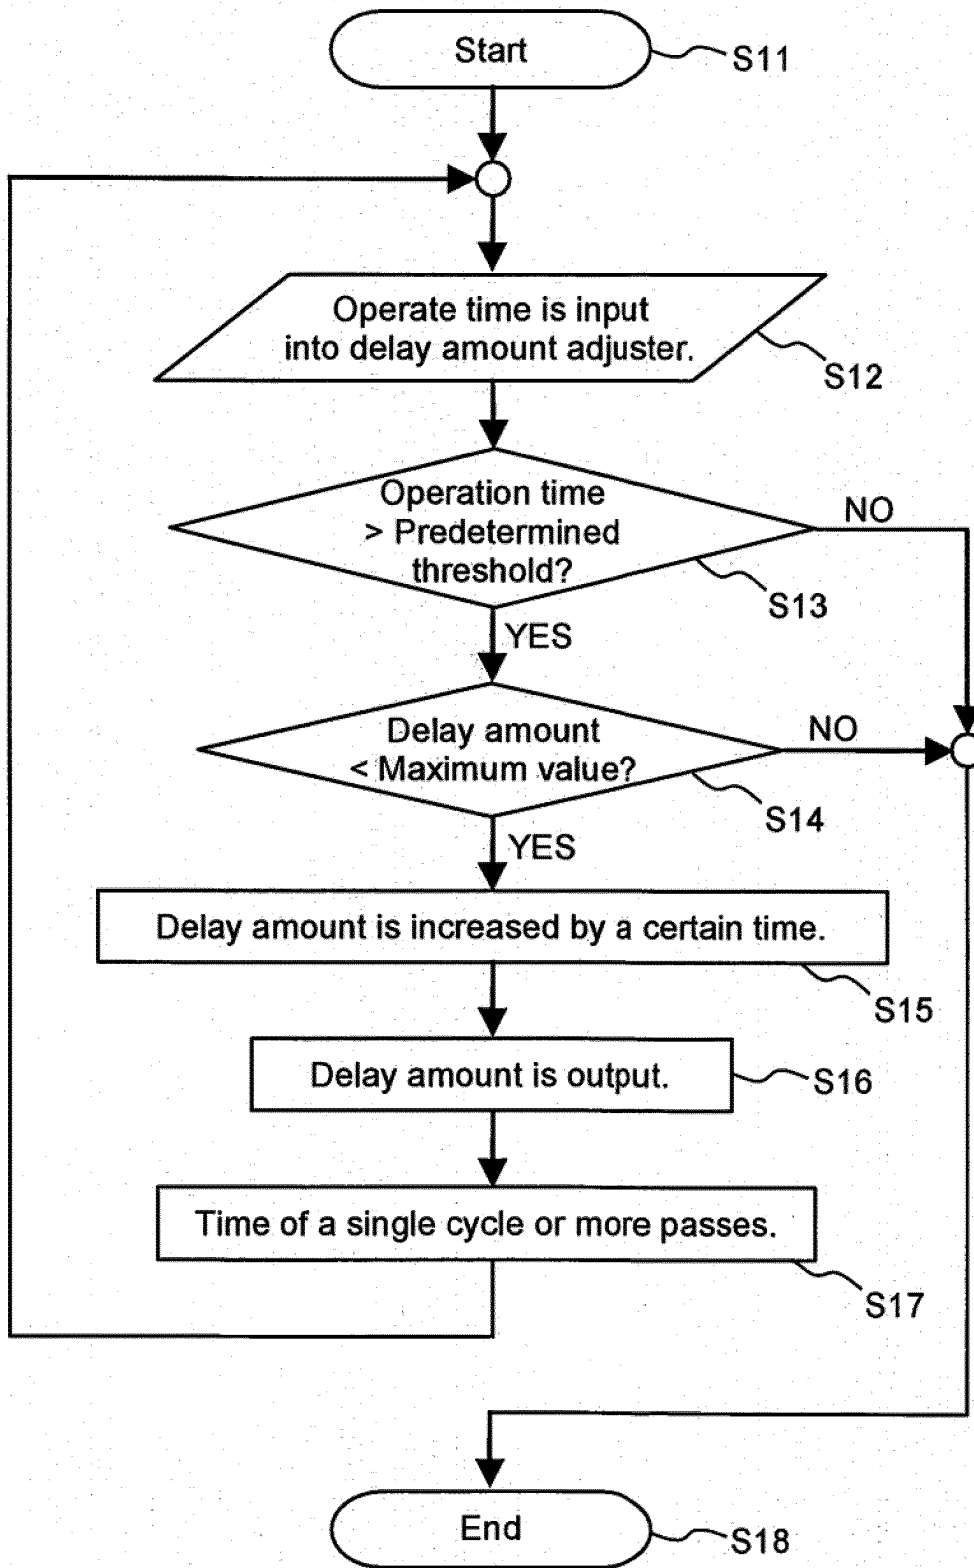 Start
S11
Operate time is input
into delay amount adjuster.
S12
Operation time
> Predetermined
threshold?
NO
S13
YES
Delay amount
< Maximum value?
NO
S14
YES
Delay amount is increased by a certain time.
S15
Delay amount is output.
S16
Time of a single cycle or more passes.
S17
End
S18